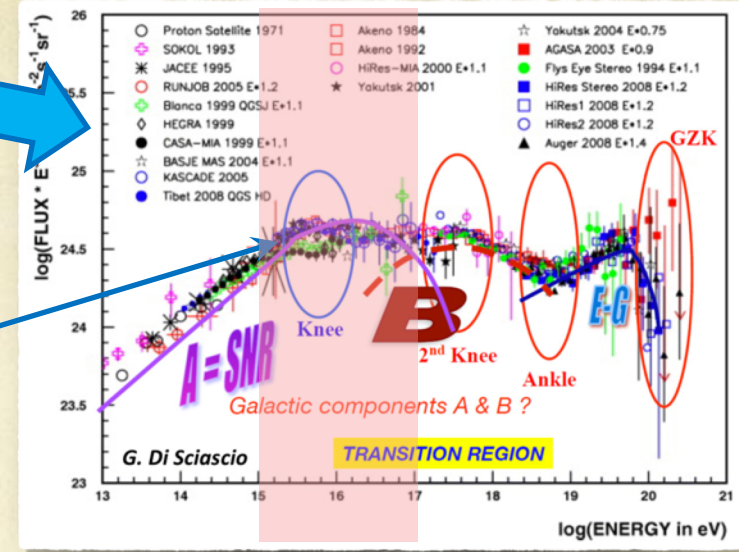 26
25.5
25
24.5
24
23.5
23
log(FLUX * E
-2s-1sr-1)
Proton Satellite 1971
SOKOL 1993
JACEE 1995
RUNJOB 2005 E*1.2
Blanca 1999 QGSJ E*1.1
HEGRA 1999
CASA-MIA 1999 E*1.1
BASJE MAS 2004 E*1.1
KASCADE 2005
Tibet 2008 QGS HD
Akeno 1984
Akeno 1992
HiRes-MIA 2000 E*1.1
Yakutsk 2001
Yakutsk 2004 E*0.75
AGASA 2003 E*0.9
Flys Eye Stereo 1994 E*1.1
HiRes Stereo 2008 E*1.2
HiRes1 2008 E*1.2
HiRes2 2008 E*1.2
Auger 2008 E*1.4
GZK
Knee
2nd Knee
Ankle
A = SNR
B
E-G
Galactic components A & B ?
G. Di Sciascio
TRANSITION REGION
13 14 15 16 17 18 19 20 21
log(ENERGY in eV)